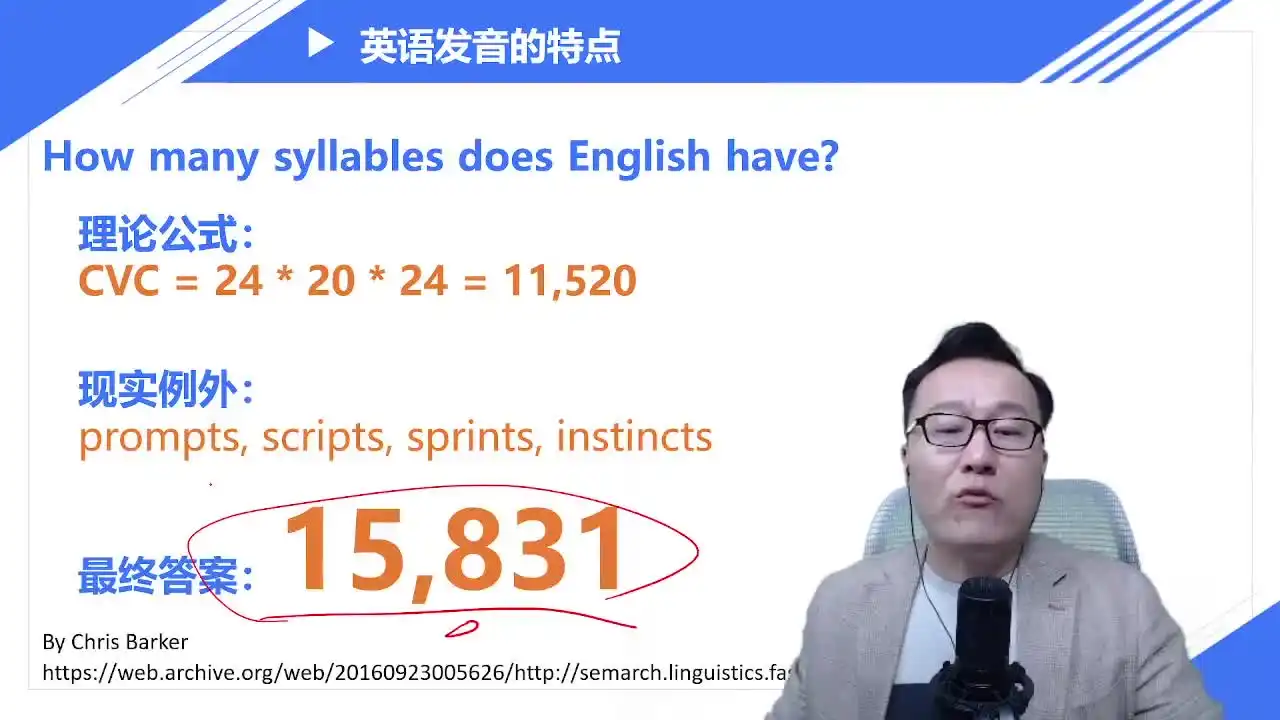 英语发音的特点
How many syllables does English have?
理论公式：
CVC = 24 * 20 * 24 = 11,520
现实例外：
prompts, scripts, sprints, instincts
最终答案： 15,831
By Chris Barker
https://web.archive.org/web/20160923005626/http://semarch.linguistics.fas